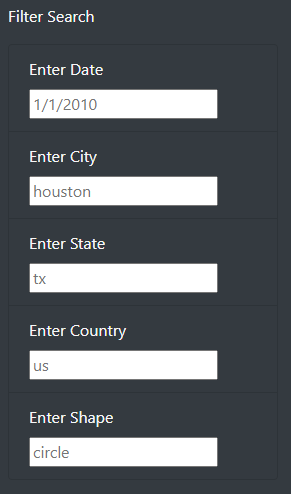 Filter Search
Enter Date
1/1/2010
Enter City
houston
Enter State
tx
Enter Country
us
Enter Shape
circle